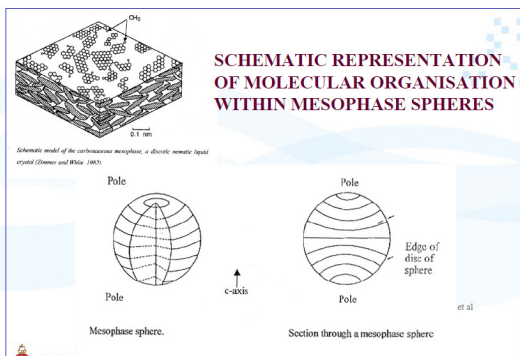 CH₃
SCHEMATIC REPRESENTATION
OF MOLECULAR ORGANISATION
WITHIN MESOPHASE SPHERES
0.1 nm
Schematic model of the carbonaceous mesophase, a discotic nematic liquid
crystal (Zimmer and White. 1982)
Pole
Pole
Edge of
disc of
sphere
c-axis
Pole
Pole
et al
Mesophase sphere.
Section through a mesophase sphere